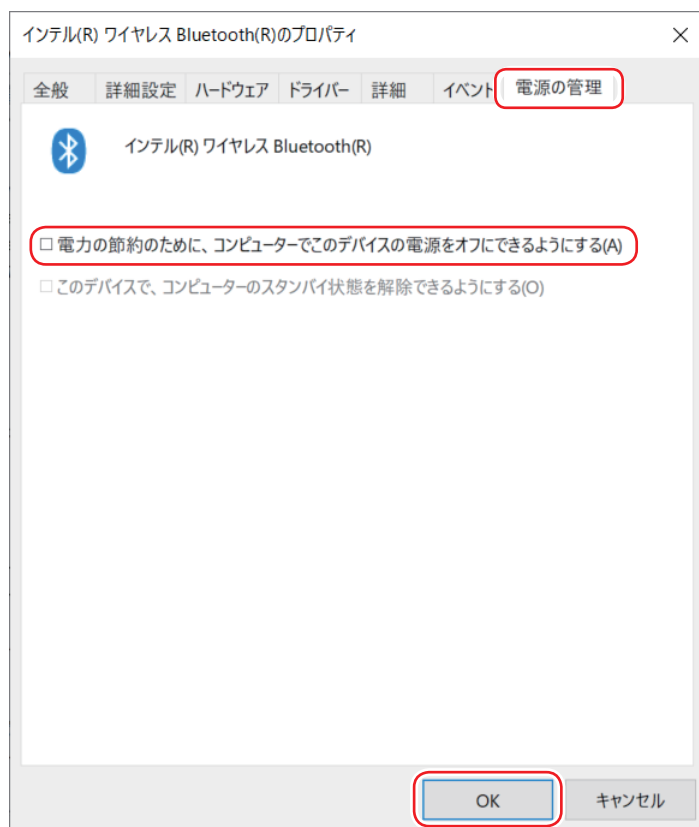 インテル(R) ワイヤレス Bluetooth(R)のプロパティ
全般 詳細設定 ハードウェア ドライバー 詳細 イベント 電源の管理
インテル(R) ワイヤレス Bluetooth(R)
電力の節約のために、コンピューターでこのデバイスの電源をオフにできるようにする(A)
このデバイスで、コンピューターのスタンバイ状態を解除できるようにする(O)
OK キャンセル